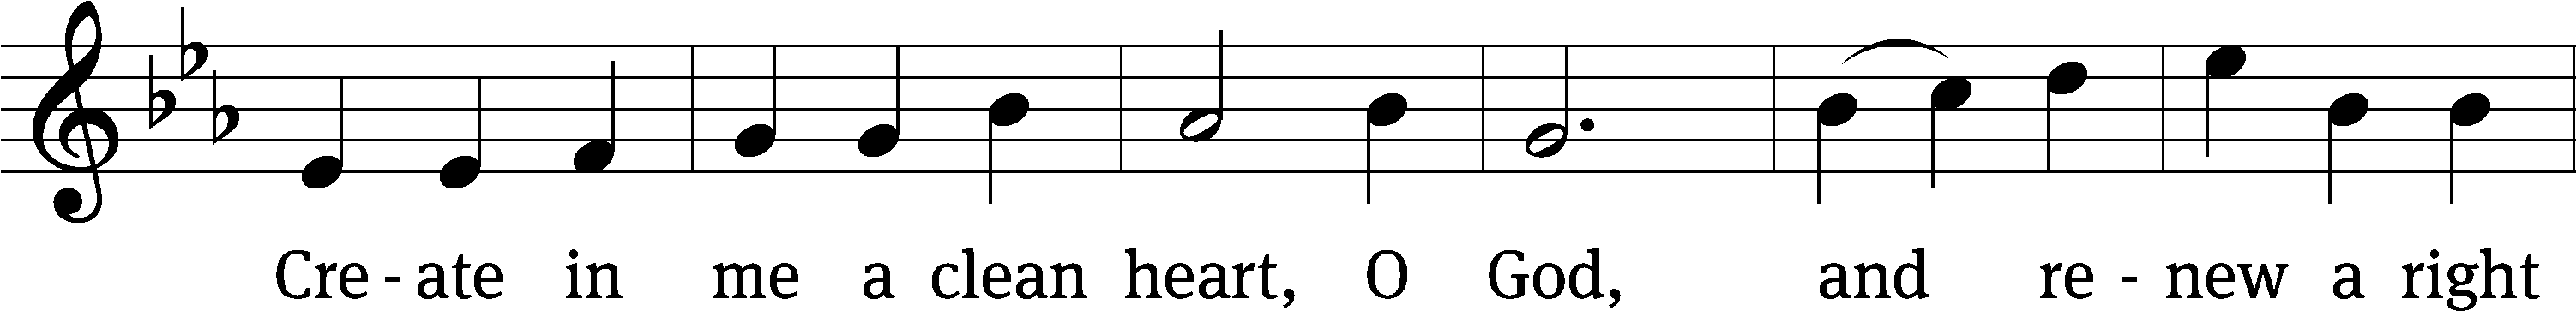 Cre - ate in me a clean heart, O God, and re - new a right